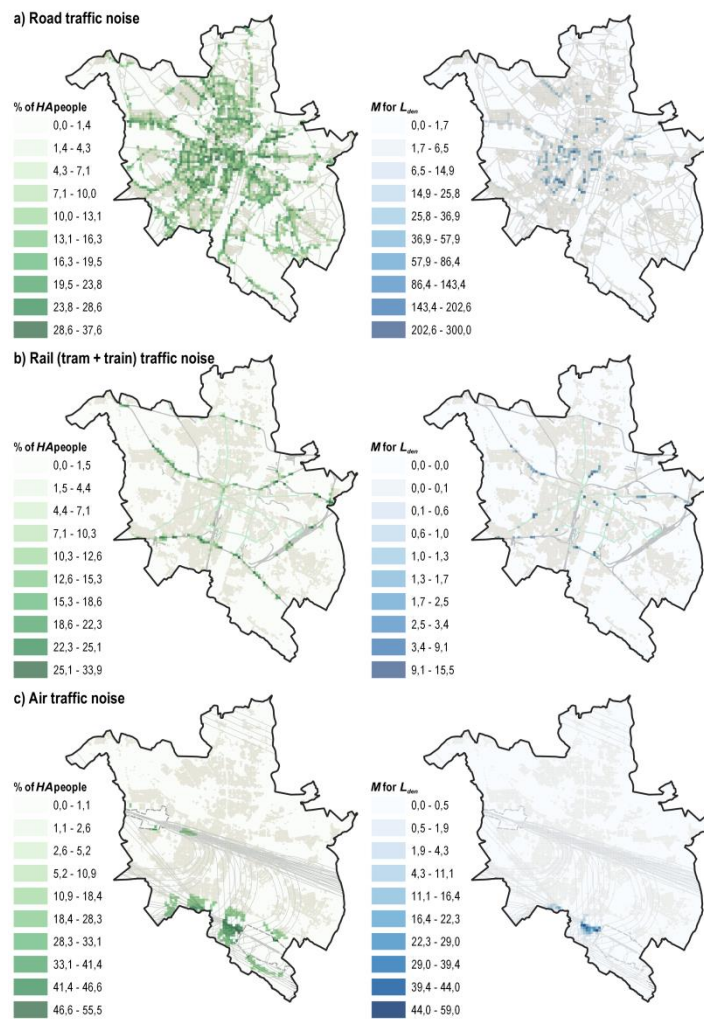 a) Road traffic noise
% of HA people
0,0 - 1,4
1,4 - 4,3
4,3 - 7,1
7,1 - 10,0
10,0 - 13,1
13,1 - 16,3
16,3 - 19,5
19,5 - 23,8
23,8 - 28,6
28,6 - 37,6
M for Lden
0,0 - 1,7
1,7 - 6,5
6,5 - 14,9
14,9 - 25,8
25,8 - 36,9
36,9 - 57,9
57,9 - 86,4
86,4 - 143,4
143,4 - 202,6
202,6 - 300,0
b) Rail (tram + train) traffic noise
% of HA people
0,0 - 1,5
1,5 - 4,4
4,4 - 7,1
7,1 - 10,3
10,3 - 12,6
12,6 - 15,3
15,3 - 18,6
18,6 - 22,3
22,3 - 25,1
25,1 - 33,9
M for Lden
0,0 - 0,0
0,0 - 0,1
0,1 - 0,6
0,6 - 1,0
1,0 - 1,3
1,3 - 1,7
1,7 - 2,5
2,5 - 3,4
3,4 - 9,1
9,1 - 15,5
c) Air traffic noise
% of HA people
0,0 - 1,1
1,1 - 2,6
2,6 - 5,2
5,2 - 10,9
10,9 - 18,4
18,4 - 28,3
28,3 - 33,1
33,1 - 41,4
41,4 - 46,6
46,6 - 55,5
M for Lden
0,0 - 0,5
0,5 - 1,9
1,9 - 4,3
4,3 - 11,1
11,1 - 16,4
16,4 - 22,3
22,3 - 29,0
29,0 - 39,4
39,4 - 44,0
44,0 - 59,0